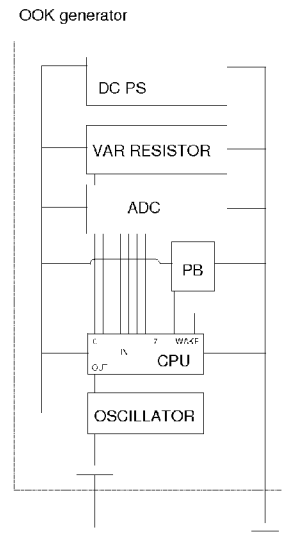 OOK generator
DC PS
VAR RESISTOR
ADC
PB
0 7 WAKE
IN
CPU
OUT
OSCILLATOR